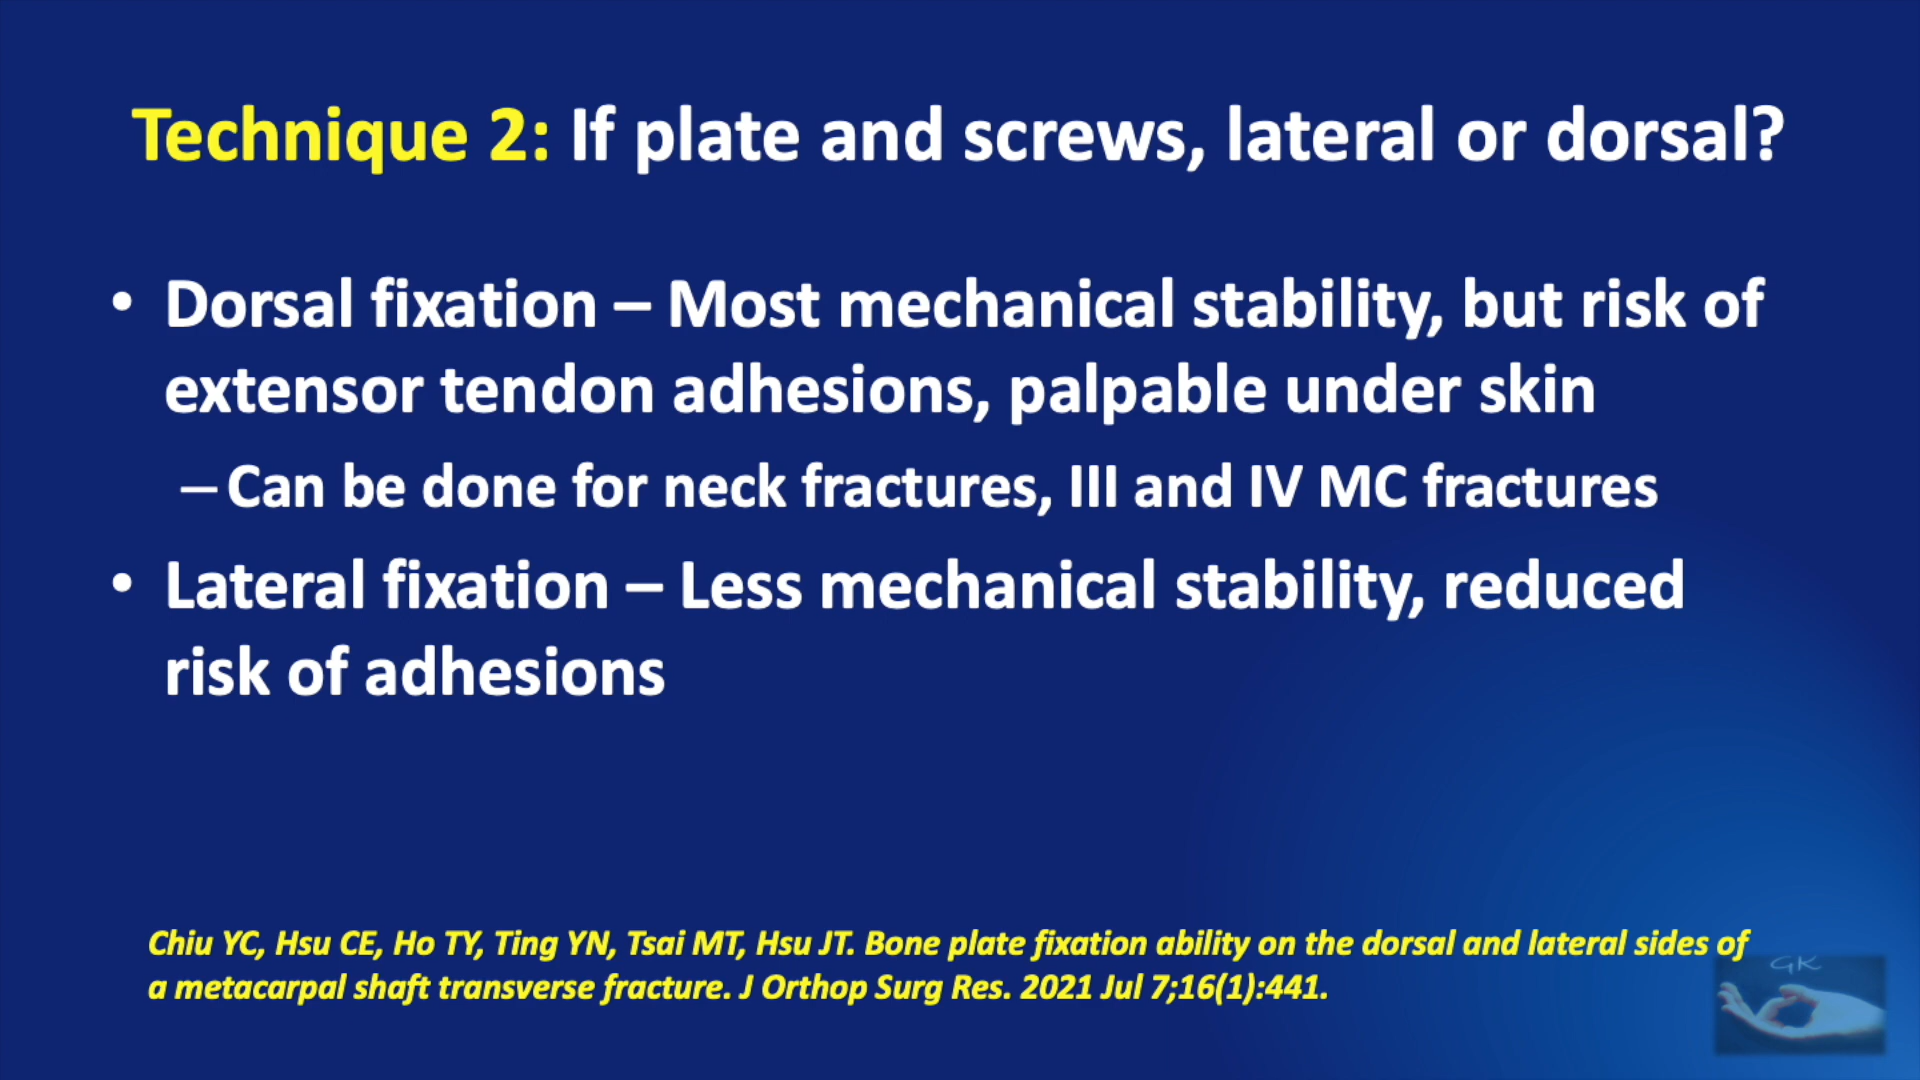 Technique 2: If plate and screws, lateral or dorsal?
• Dorsal fixation – Most mechanical stability, but risk of
extensor tendon adhesions, palpable under skin
– Can be done for neck fractures, III and IV MC fractures
• Lateral fixation – Less mechanical stability, reduced
risk of adhesions
Chiu YC, Hsu CE, Ho TY, Ting YN, Tsai MT, Hsu JT. Bone plate fixation ability on the dorsal and lateral sides of
a metacarpal shaft transverse fracture. J Orthop Surg Res. 2021 Jul 7;16(1):441.
GK